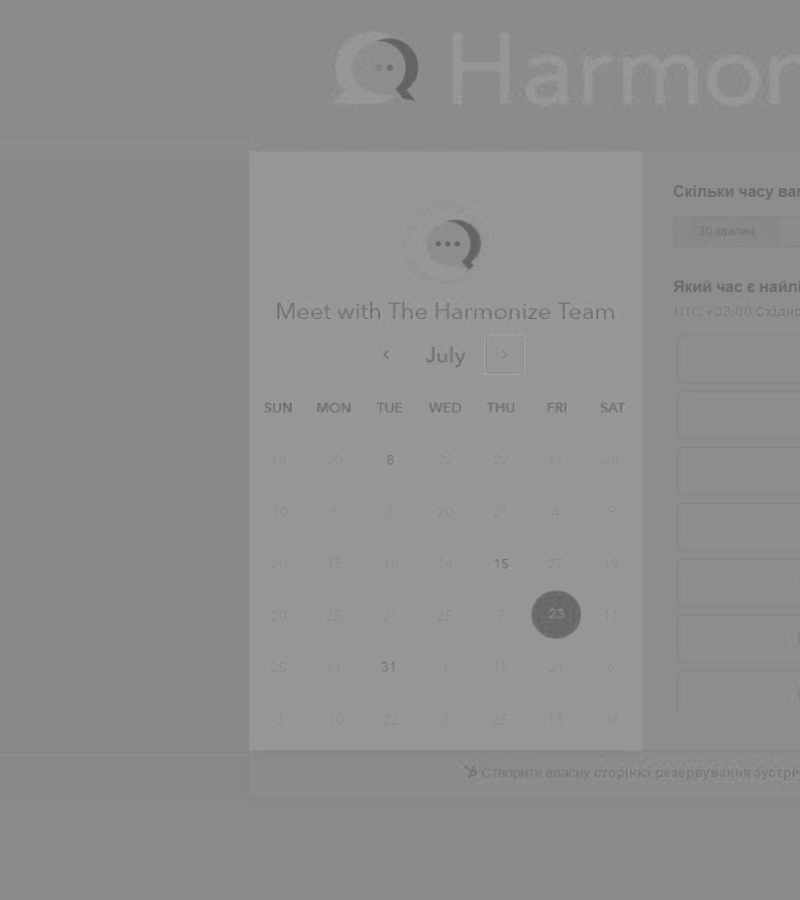 Harmon
Meet with The Harmonize Team
July
SUN MON TUE WED THU FRI SAT
18 20 8 22 22 11 28
10 6 8 20 21 4 9
20 15 10 14 15 27 19
20 25 21 25 7 23 11
25 11 31 1 15 21 6
3 10 22 8 25 18 16
Скільки часу ва
30 хвилин
Який час є найлі
UTC +03:00 Східно
Створити власну сторінка резервування зустріч